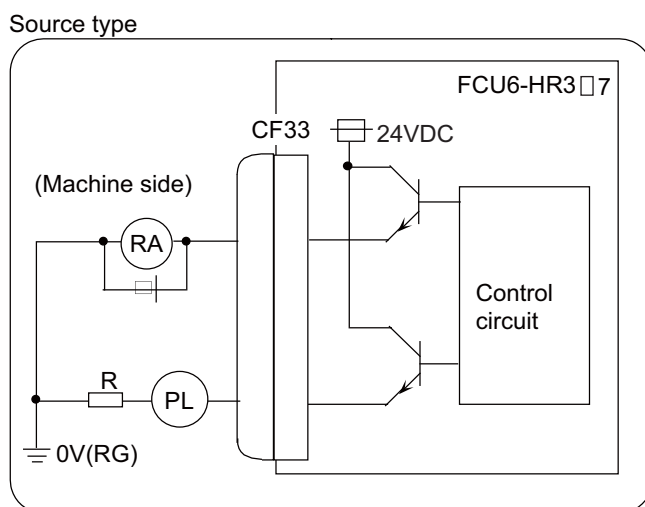 Source type
FCU6-HR3□7
CF33
24VDC
(Machine side)
RA
Control
circuit
R
PL
0V(RG)